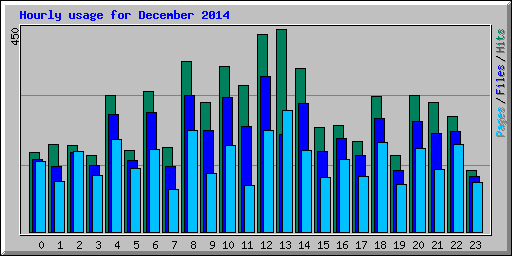 Hourly usage for December 2014
450
Pages / Files / Hits
0 1 2 3 4 5 6 7 8 9 10 11 12 13 14 15 16 17 18 19 20 21 22 23